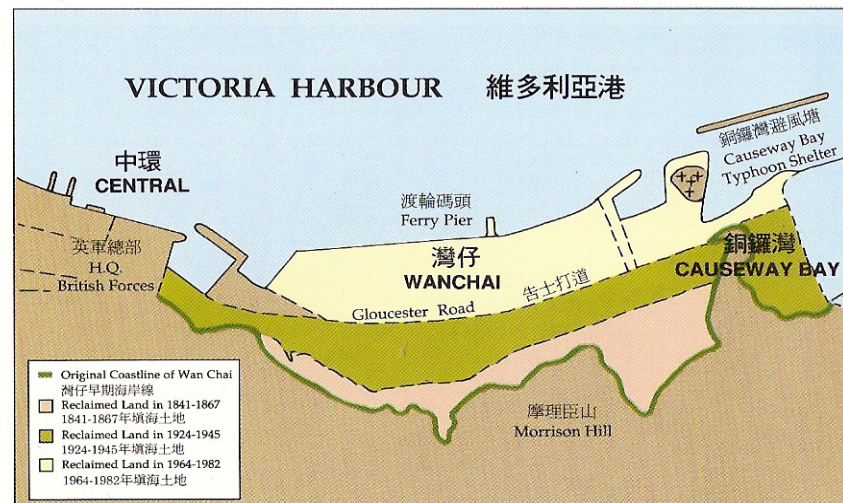 VICTORIA HARBOUR 維多利亞港
銅鑼灣避風塘
Causeway Bay
Typhoon Shelter
中環
CENTRAL
渡輪碼頭
Ferry Pier
英軍總部
H.Q.
British Forces
灣仔
WANCHAI
銅鑼灣
CAUSEWAY BAY
告士打道
Gloucester Road
摩理臣山
Morrison Hill
Original Coastline of Wan Chai
灣仔早期海岸線
Reclaimed Land in 1841-1867
1841-1867年填海土地
Reclaimed Land in 1924-1945
1924-1945年填海土地
Reclaimed Land in 1964-1982
1964-1982年填海土地